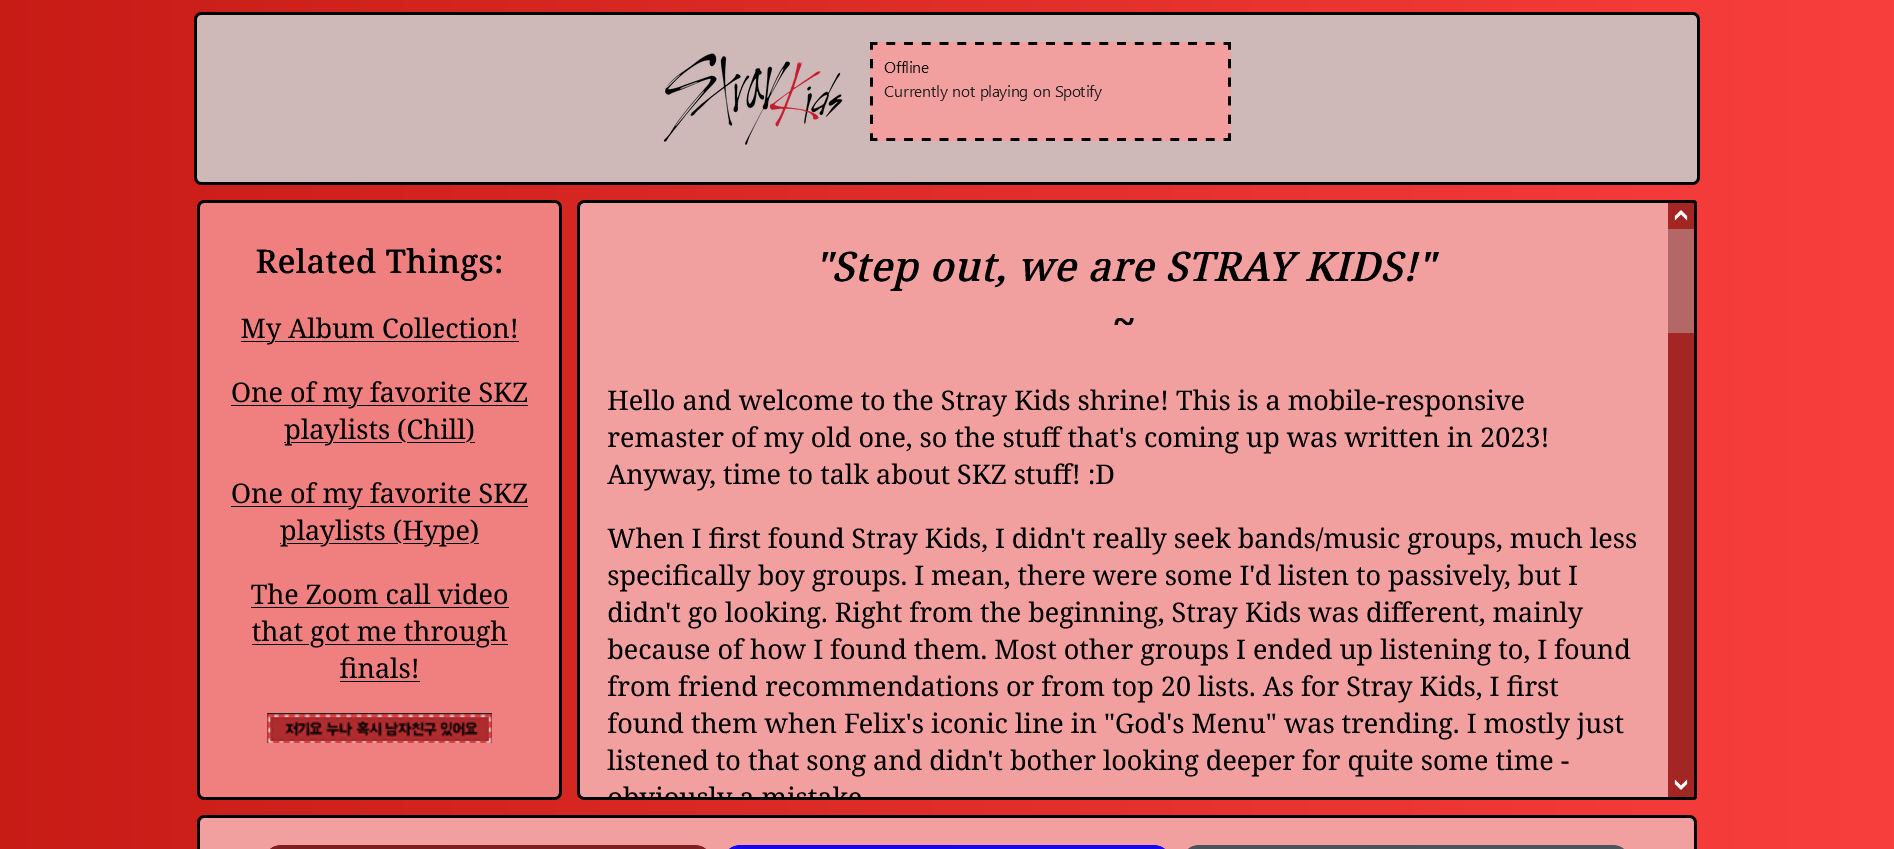 Stray Kids
Offline
Currently not playing on Spotify
Related Things:
My Album Collection!
One of my favorite SKZ
playlists (Chill)
One of my favorite SKZ
playlists (Hype)
The Zoom call video
that got me through
finals!
저기요 누나 혹시 남자친구 있어요
"Step out, we are STRAY KIDS!"
~
Hello and welcome to the Stray Kids shrine! This is a mobile-responsive
remaster of my old one, so the stuff that's coming up was written in 2023!
Anyway, time to talk about SKZ stuff! :D
When I first found Stray Kids, I didn't really seek bands/music groups, much less
specifically boy groups. I mean, there were some I'd listen to passively, but I
didn't go looking. Right from the beginning, Stray Kids was different, mainly
because of how I found them. Most other groups I ended up listening to, I found
from friend recommendations or from top 20 lists. As for Stray Kids, I first
found them when Felix's iconic line in "God's Menu" was trending. I mostly just
listened to that song and didn't bother looking deeper for quite some time -
obviously a mistake.